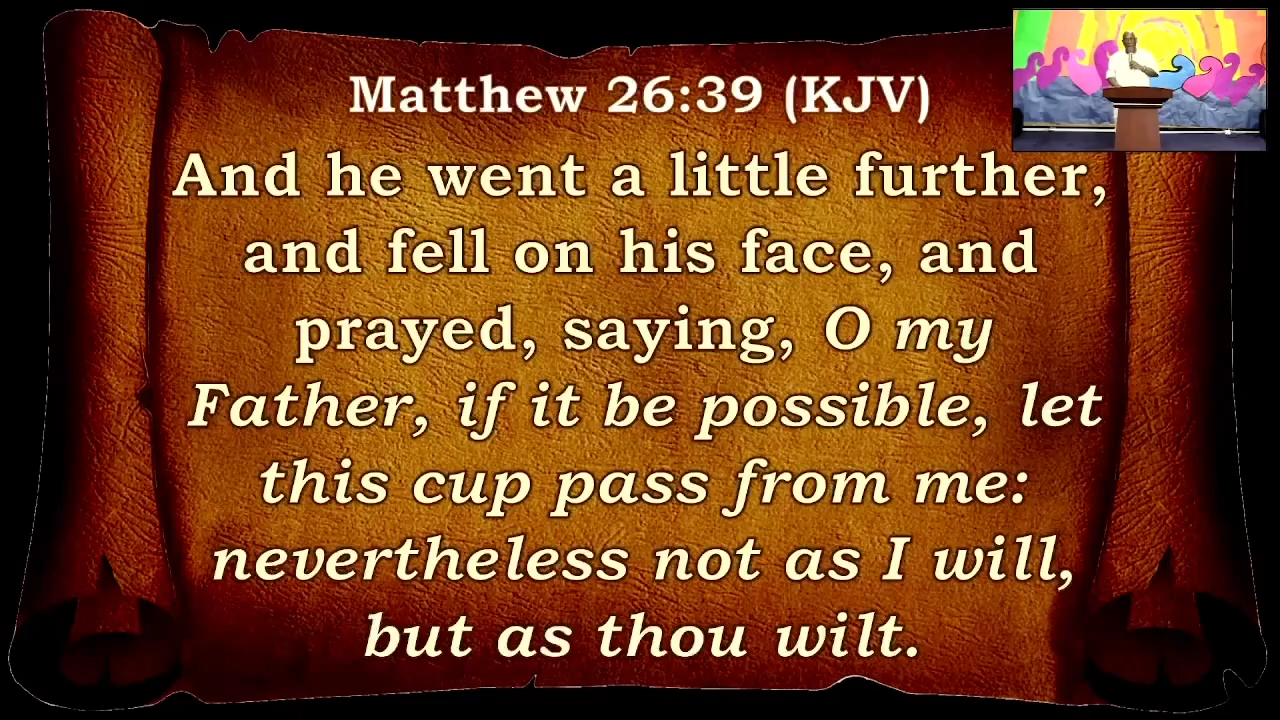 Matthew 26:39 (KJV)
And he went a little further,
and fell on his face, and
prayed, saying, O my
Father, if it be possible, let
this cup pass from me:
nevertheless not as I will,
but as thou wilt.